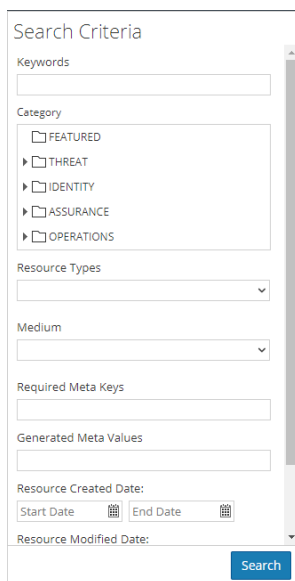 Search Criteria
Keywords
Category
FEATURED
THREAT
IDENTITY
ASSURANCE
OPERATIONS
Resource Types
Medium
Required Meta Keys
Generated Meta Values
Resource Created Date:
Start Date End Date
Resource Modified Date:
Search